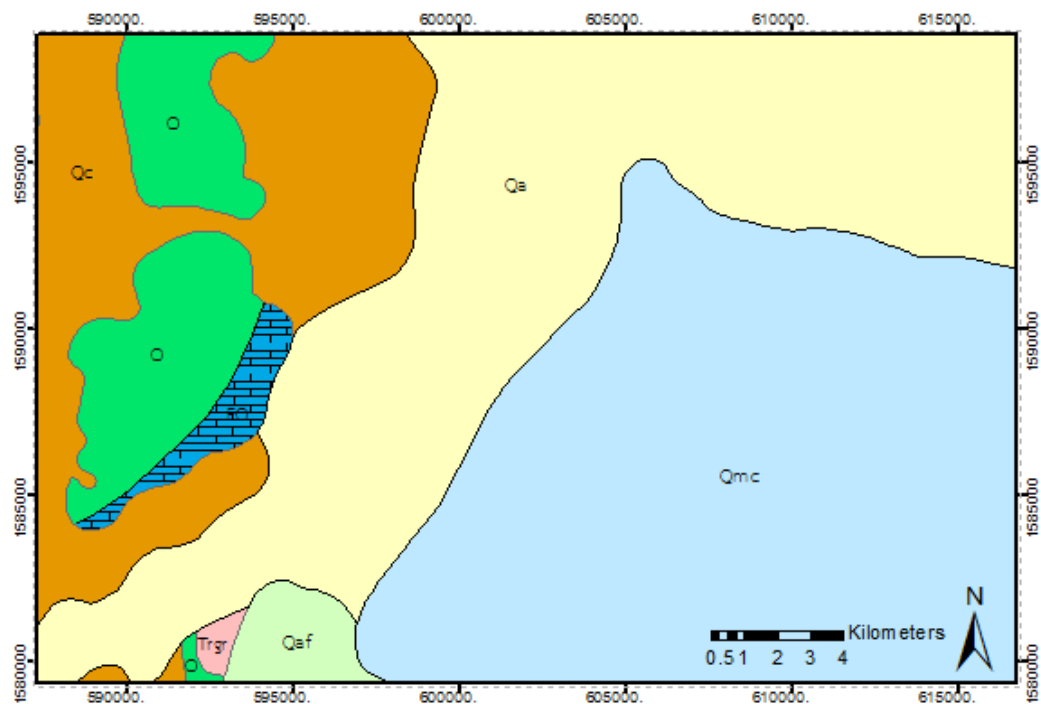 590000. 595000. 600000. 605000. 610000. 615000.
1595000 1595000
1590000 1590000
1585000 1585000
1580000 1580000
O
Qc
Qa
O
Qmc
Trgr
Qaf
O
N
Kilometers
0.5 1 2 3 4
590000. 595000. 600000. 605000. 610000. 615000.